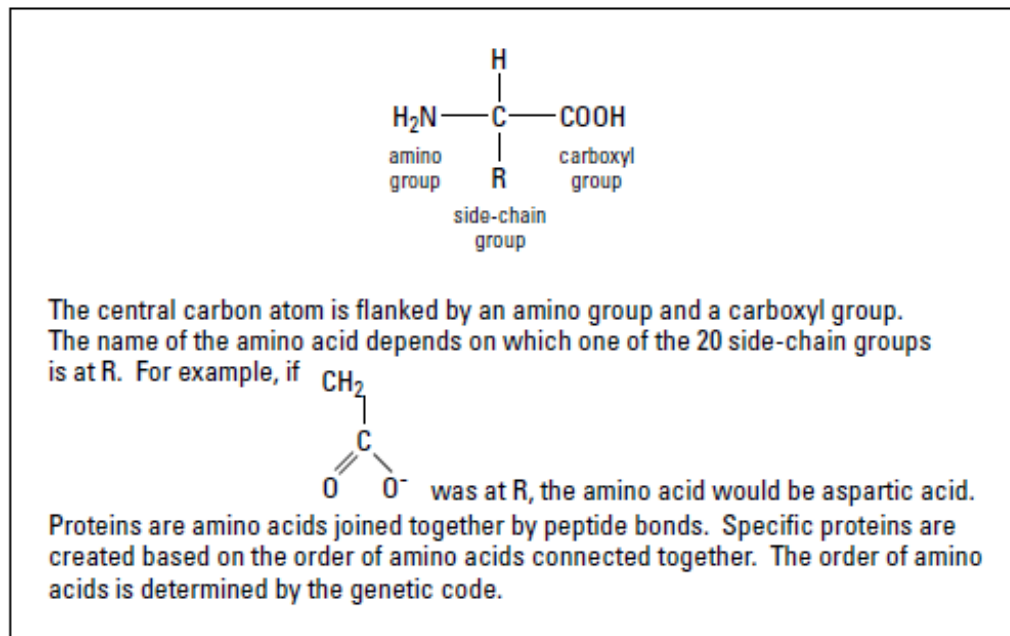 H
H₂N—C—COOH
amino carboxyl
group R group
side-chain
group
The central carbon atom is flanked by an amino group and a carboxyl group.
The name of the amino acid depends on which one of the 20 side-chain groups
is at R. For example, if CH₂
C
O O⁻ was at R, the amino acid would be aspartic acid.
Proteins are amino acids joined together by peptide bonds. Specific proteins are
created based on the order of amino acids connected together. The order of amino
acids is determined by the genetic code.